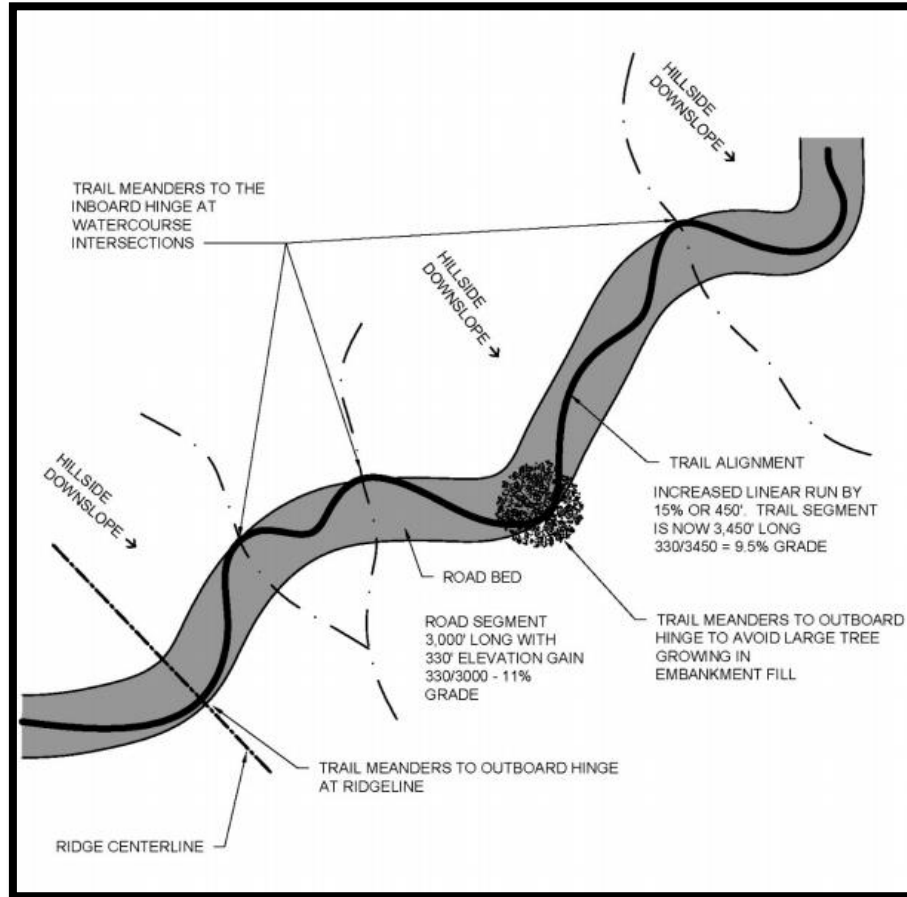 HILLSIDE
DOWNSLOPE →
TRAIL MEANDERS TO THE
INBOARD HINGE AT
WATERCOURSE
INTERSECTIONS
HILLSIDE
DOWNSLOPE →
HILLSIDE
DOWNSLOPE →
TRAIL ALIGNMENT
INCREASED LINEAR RUN BY
15% OR 450'. TRAIL SEGMENT
IS NOW 3,450' LONG
330/3450 = 9.5% GRADE
ROAD BED
ROAD SEGMENT
3,000' LONG WITH
330' ELEVATION GAIN
330/3000 - 11%
GRADE
TRAIL MEANDERS TO OUTBOARD
HINGE TO AVOID LARGE TREE
GROWING IN
EMBANKMENT FILL
TRAIL MEANDERS TO OUTBOARD HINGE
AT RIDGELINE
RIDGE CENTERLINE